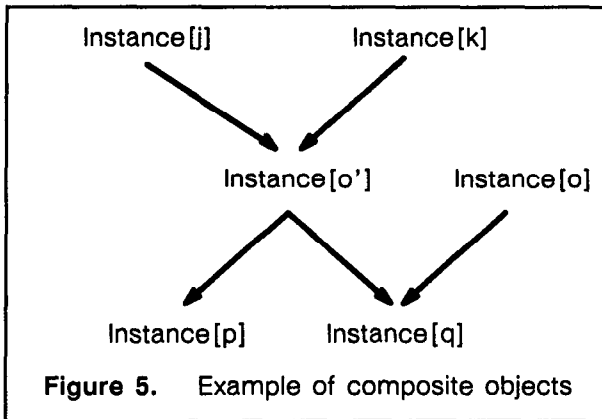 Instance[j] Instance[k]
Instance[o'] Instance[o]
Instance[p] Instance[q]
Figure 5. Example of composite objects